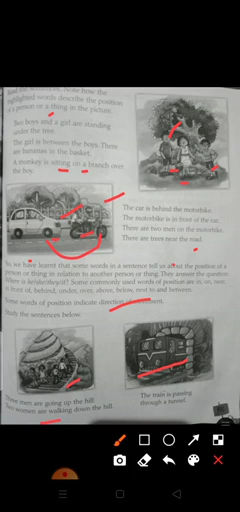 Read the sentences. Note how the
highlighted words describe the position
of a person or a thing in the picture.
Two boys and a girl are standing
under the tree.
The girl is between the boys. There
are bananas in the basket.
A monkey is sitting on a branch over
the boy.
The car is behind the motorbike.
The motorbike is in front of the car.
There are two men on the motorbike.
There are trees near the road.
So, we have learnt that some words in a sentence tell us about the position of a
person or thing in relation to another person or thing. They answer the question
Where is he/she/they/it? Some commonly used words of position are in, on, near,
in front of, behind, under, over, above, below, next to and between.
Some words of position indicate direction of movement.
Study the sentences below.
Three men are going up the hill.
Two women are walking down the hill.
The train is passing
through a tunnel.